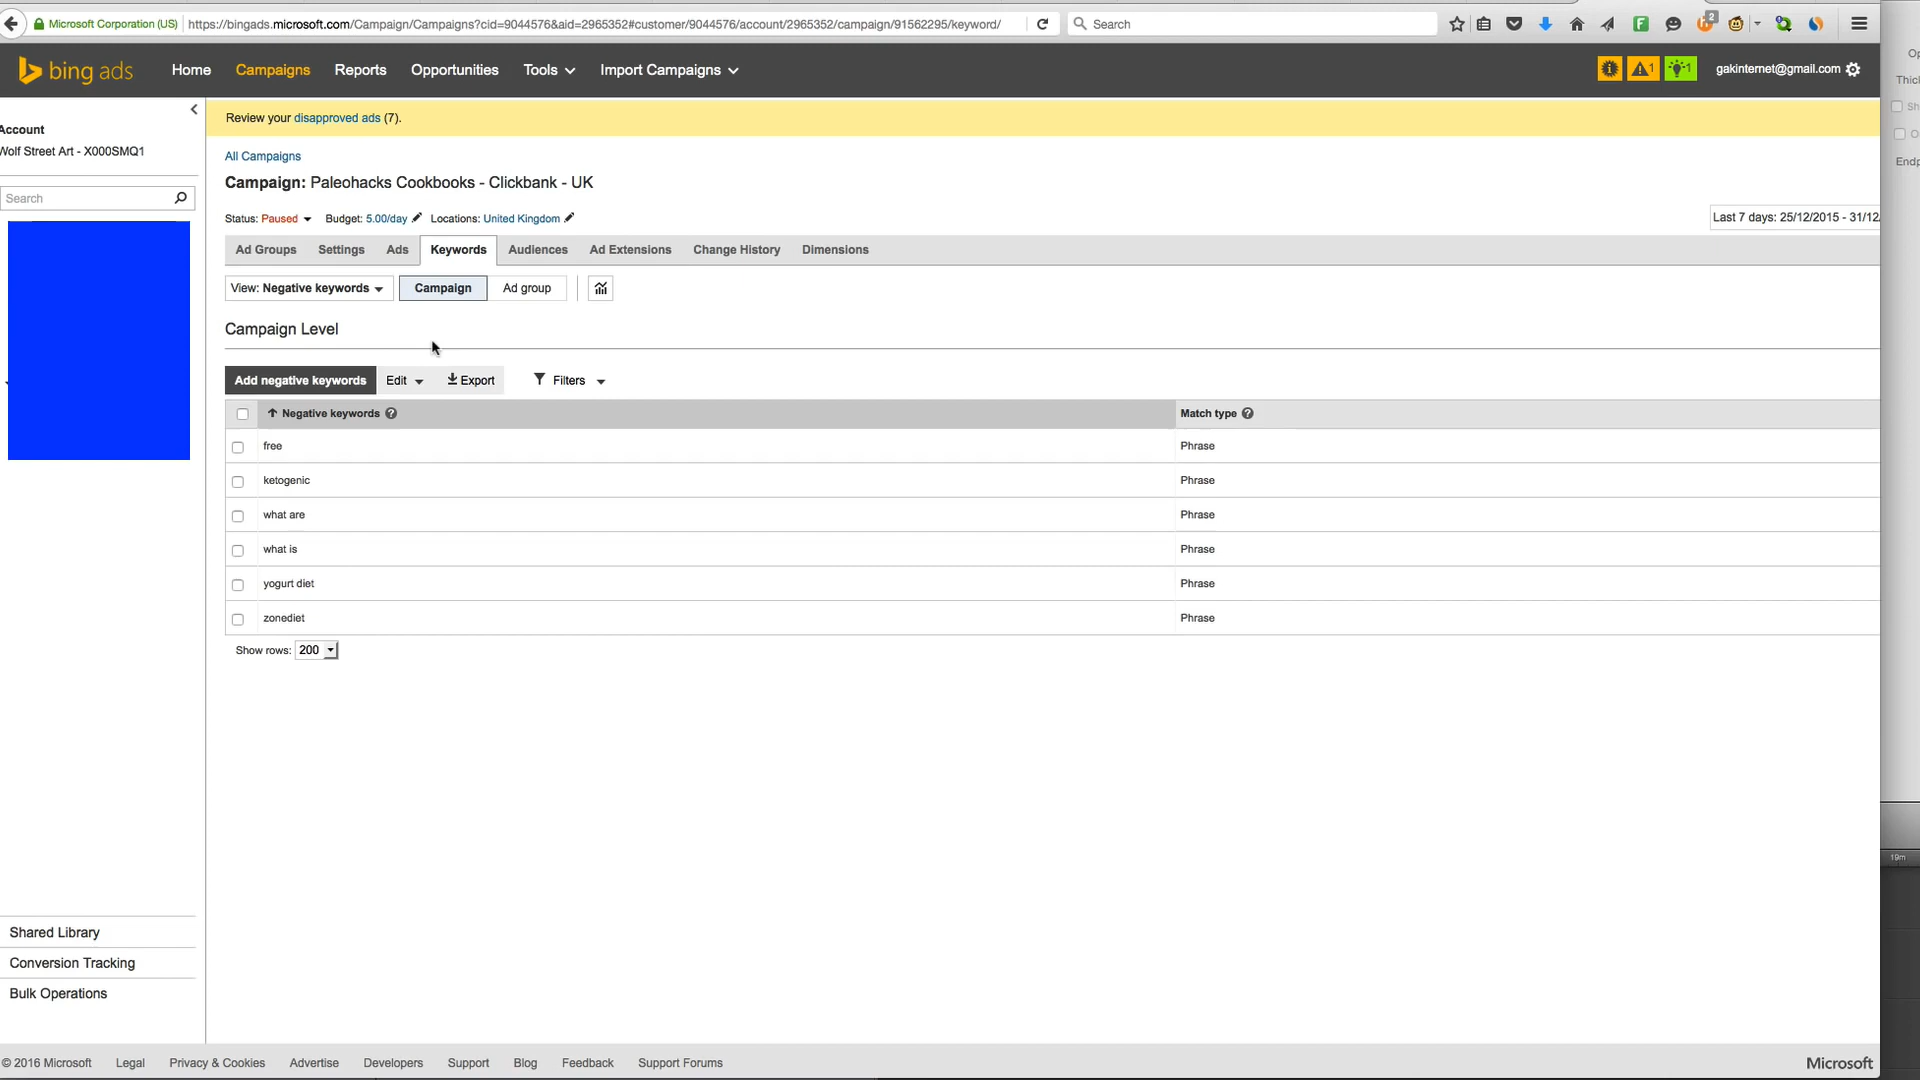 Microsoft Corporation (US) https://bingads.microsoft.com/Campaign/Campaigns?cid=9044576&aid=2965352#customer/9044576/account/2965352/campaign/91562295/keyword/ Search 2
bing ads Home Campaigns Reports Opportunities Tools Import Campaigns 1 1 gakinternet@gmail.com
Review your disapproved ads (7).
Account
Wolf Street Art - X000SMQ1
Search
All Campaigns
Campaign: Paleohacks Cookbooks - Clickbank - UK
Status: Paused Budget: 5.00/day Locations: United Kingdom Last 7 days: 25/12/2015 - 31/12/
Ad Groups Settings Ads Keywords Audiences Ad Extensions Change History Dimensions
View: Negative keywords Campaign Ad group
Campaign Level
Add negative keywords Edit Export Filters
Negative keywords ? Match type ?
free Phrase
ketogenic Phrase
what are Phrase
what is Phrase
yogurt diet Phrase
zonediet Phrase
Show rows: 200
Shared Library
Conversion Tracking
Bulk Operations
© 2016 Microsoft Legal Privacy & Cookies Advertise Developers Support Blog Feedback Support Forums Microsoft
19m